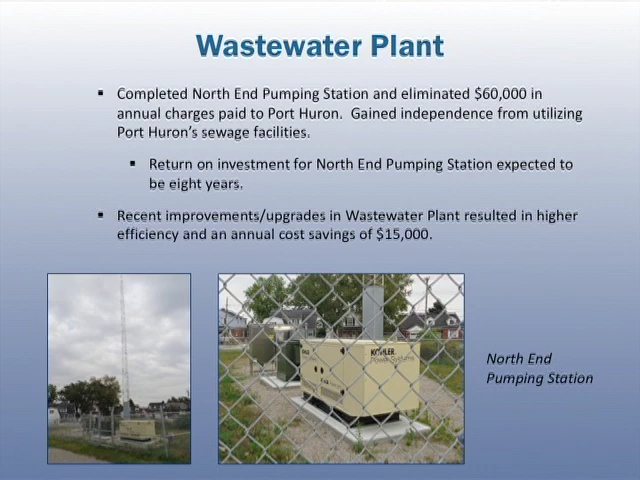 Wastewater Plant
▪ Completed North End Pumping Station and eliminated $60,000 in
annual charges paid to Port Huron. Gained independence from utilizing
Port Huron's sewage facilities.
▪ Return on investment for North End Pumping Station expected to
be eight years.
▪ Recent improvements/upgrades in Wastewater Plant resulted in higher
efficiency and an annual cost savings of $15,000.
KOHLER
Power Systems
North End
Pumping Station